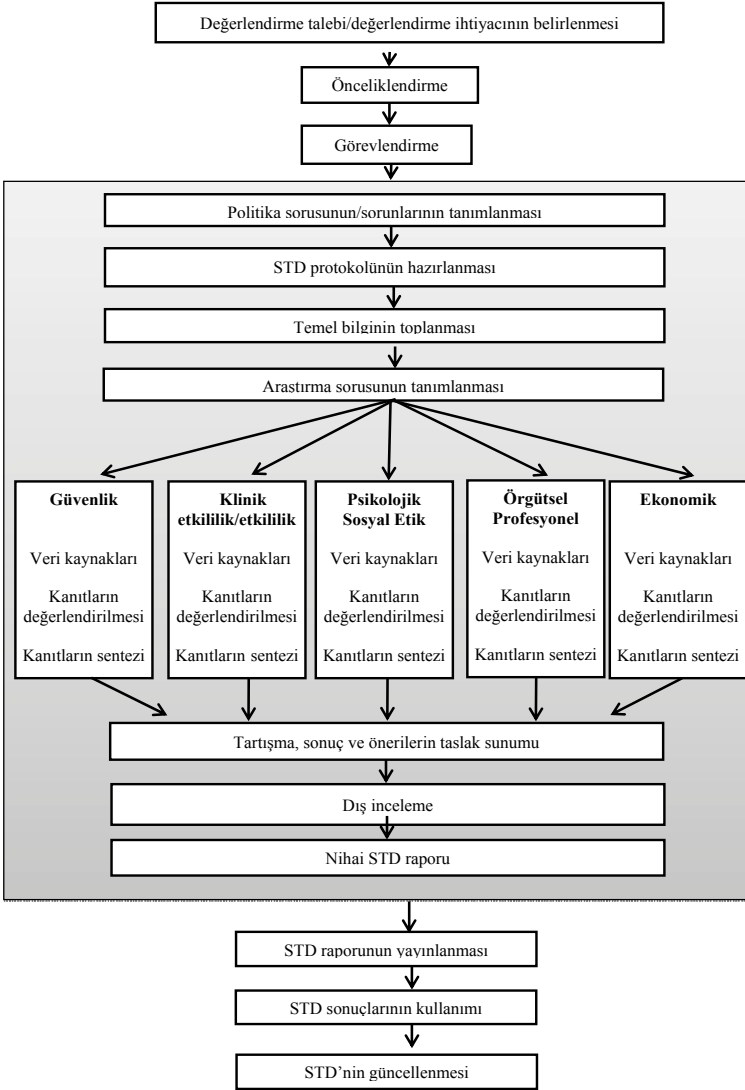 Değerlendirme talebi/değerlendirme ihtiyacının belirlenmesi
Önceliklendirme
Görevlendirme
Politika sorusunun/sorunlarının tanımlanması
STD protokolünün hazırlanması
Temel bilginin toplanması
Arastırma sorusunun tanımlanması
Güvenlik
Veri kaynakları
Kanıtların
değerlendirilmesi
Kanıtların sentezi
Klinik
etkililik/etkililik
Veri kaynakları
Kanıtların
değerlendirilmesi
Kanıtların sentezi
Psikolojik
Sosyal Etik
Veri kaynakları
Kanıtların
değerlendirilmesi
Kanıtların sentezi
Örgütsel
Profesyonel
Veri kaynakları
Kanıtların
değerlendirilmesi
Kanıtların sentezi
Ekonomik
Veri kaynakları
Kanıtların
değerlendirilmesi
Kanıtların sentezi
Tartışma, sonuç ve önerilerin taslak sunumu
Dış inceleme
Nihai STD raporu
STD raporunun yayınlanması
STD sonuçlarının kullanımı
STD’nin güncellenmesi